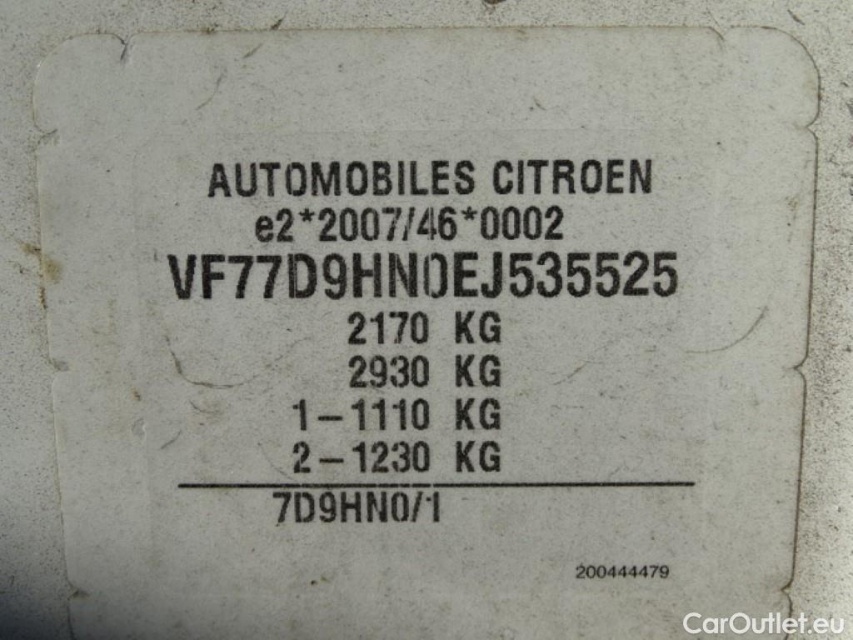 AUTOMOBILES CITROEN
e2*2007/46*0002
VF77D9HN0EJ535525
2170 KG
2930 KG
1-1110 KG
2-1230 KG
7D9HN0/1
200444479
CarOutlet.eu